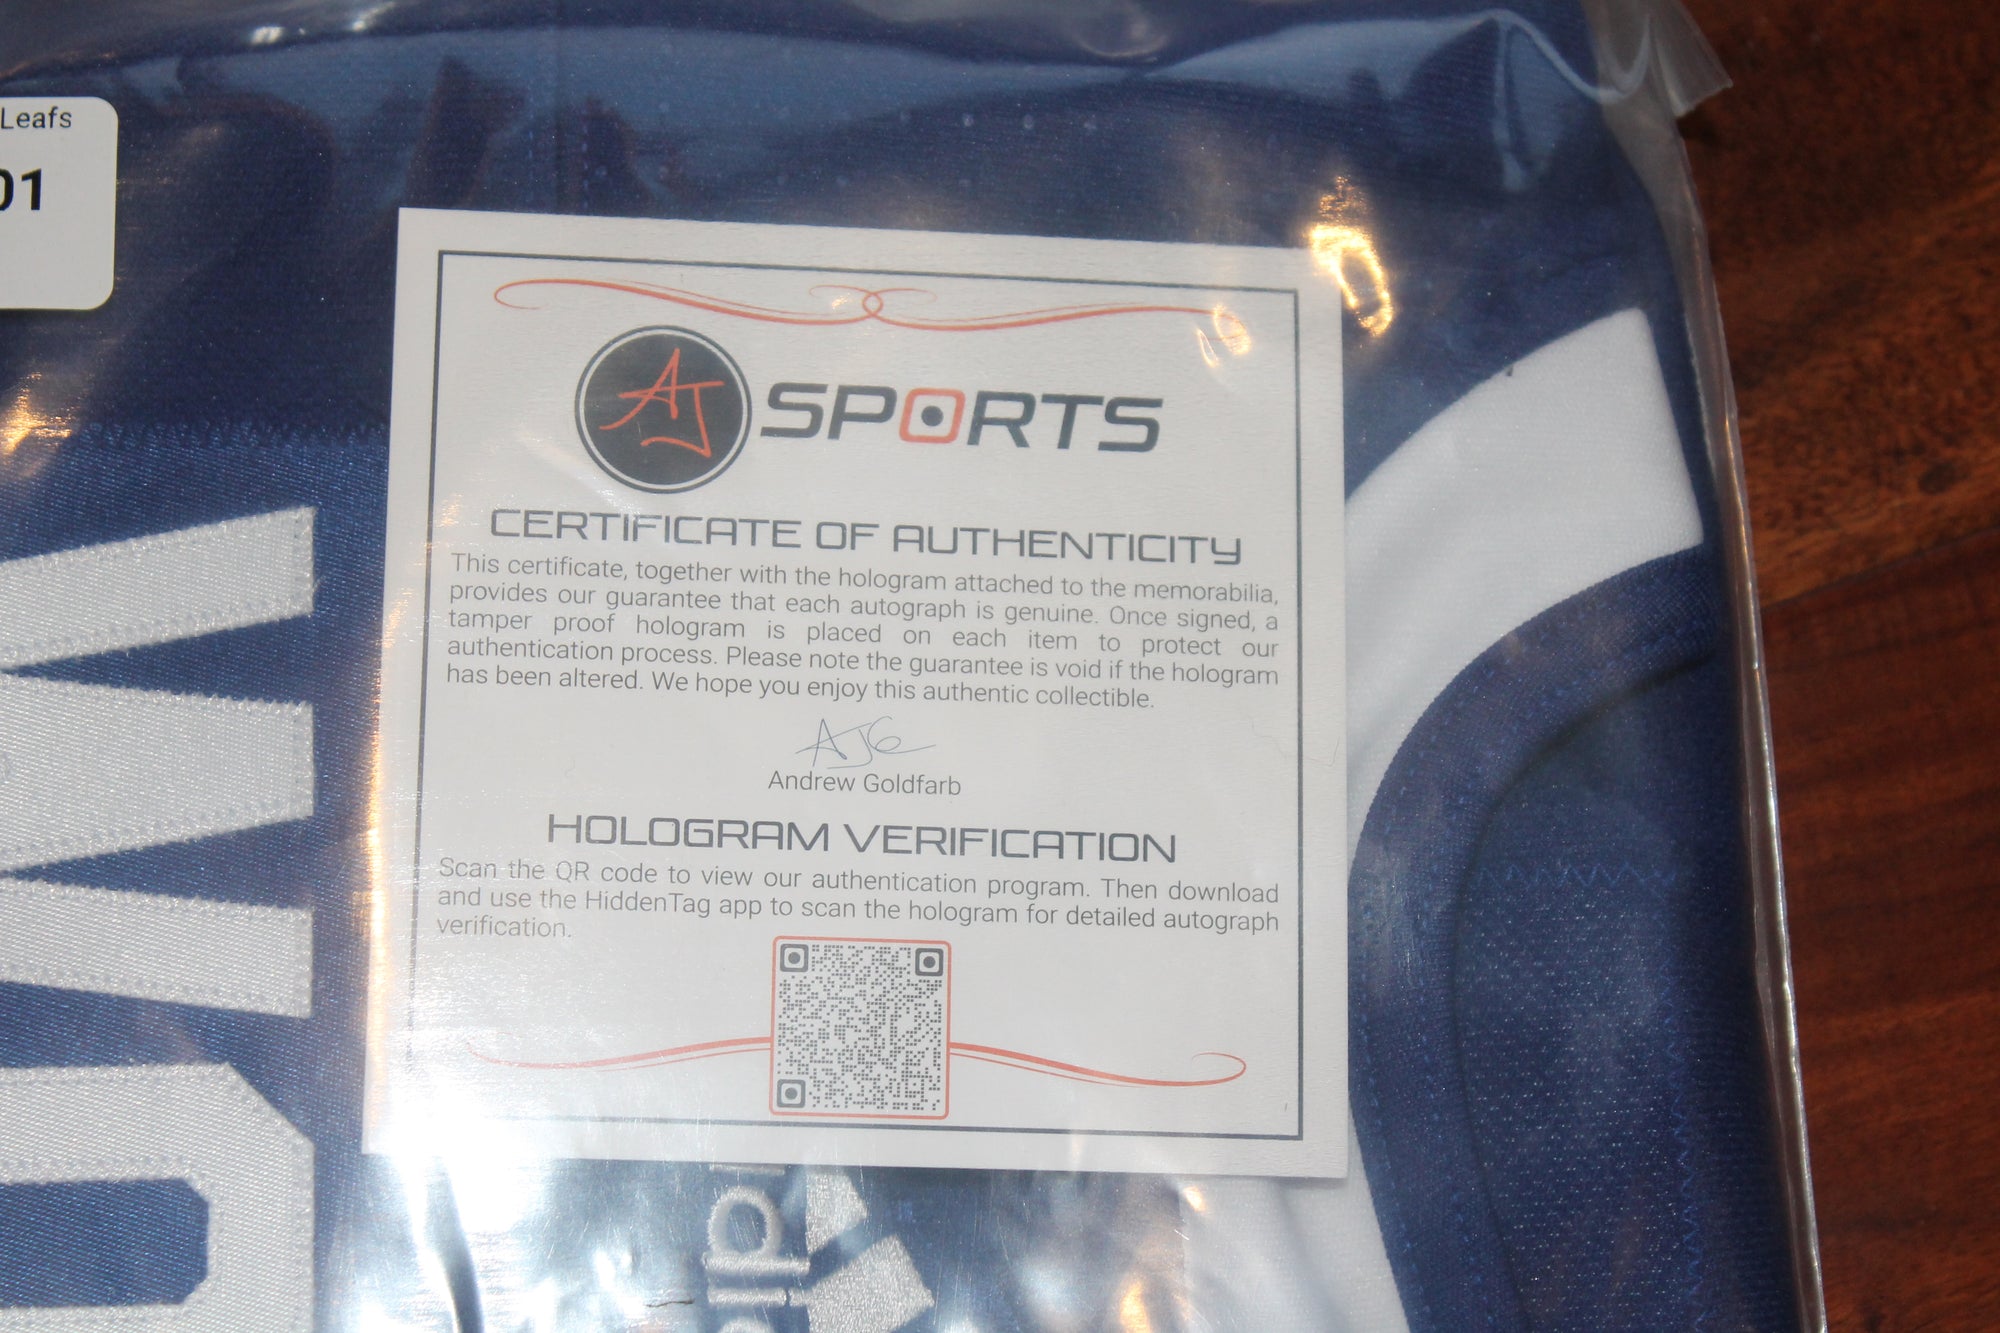 Leafs
01
AJ SPORTS
CERTIFICATE OF AUTHENTICITY
This certificate, together with the hologram attached to the memorabilia,
provides our guarantee that each autograph is genuine. Once signed, a
tamper proof hologram is placed on each item to protect our
authentication process. Please note the guarantee is void if the hologram
has been altered. We hope you enjoy this authentic collectible.
AJG
Andrew Goldfarb
HOLOGRAM VERIFICATION
Scan the QR code to view our authentication program. Then download
and use the HiddenTag app to scan the hologram for detailed autograph
verification.